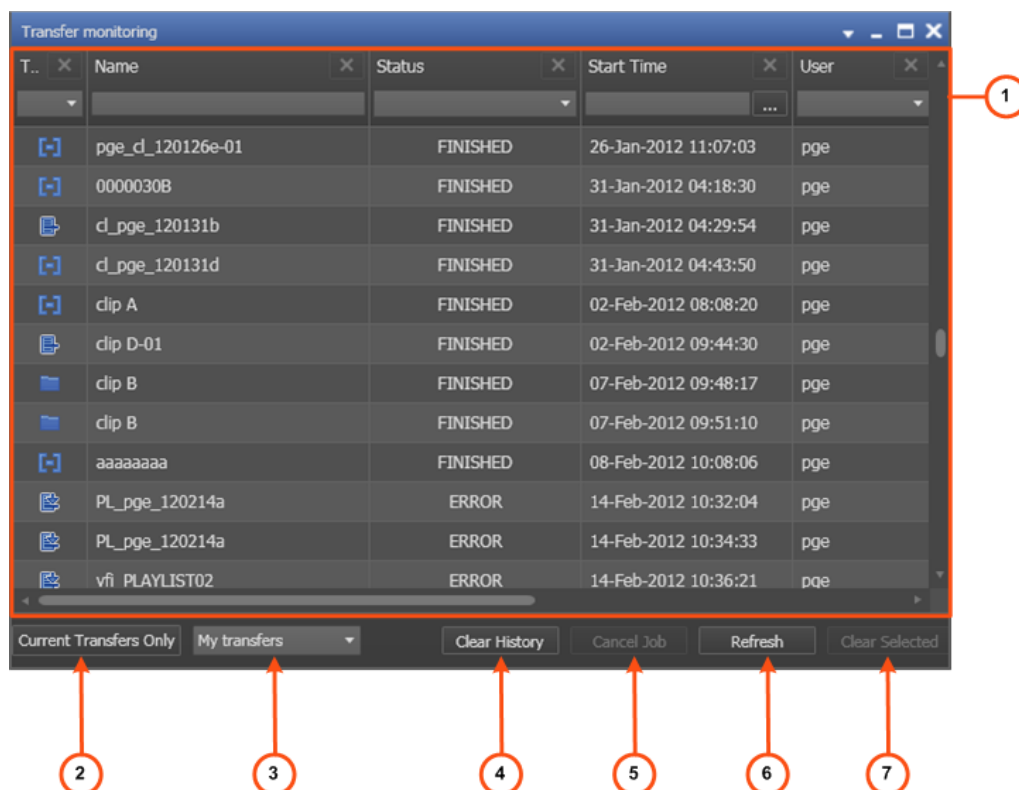 Transfer monitoring
T.. Name Status Start Time User
...
1
pge_cl_120126e-01 FINISHED 26-Jan-2012 11:07:03 pge
0000030B FINISHED 31-Jan-2012 04:18:30 pge
cl_pge_120131b FINISHED 31-Jan-2012 04:29:54 pge
cl_pge_120131d FINISHED 31-Jan-2012 04:43:50 pge
clip A FINISHED 02-Feb-2012 08:08:20 pge
clip D-01 FINISHED 02-Feb-2012 09:44:30 pge
clip B FINISHED 07-Feb-2012 09:48:17 pge
clip B FINISHED 07-Feb-2012 09:51:10 pge
aaaaaaaa FINISHED 08-Feb-2012 10:08:06 pge
PL_pge_120214a ERROR 14-Feb-2012 10:32:04 pge
PL_pge_120214a ERROR 14-Feb-2012 10:34:33 pge
vfi_PLAYLIST02 ERROR 14-Feb-2012 10:36:21 pge
Current Transfers Only My transfers Clear History Cancel Job Refresh Clear Selected
2 3 4 5 6 7